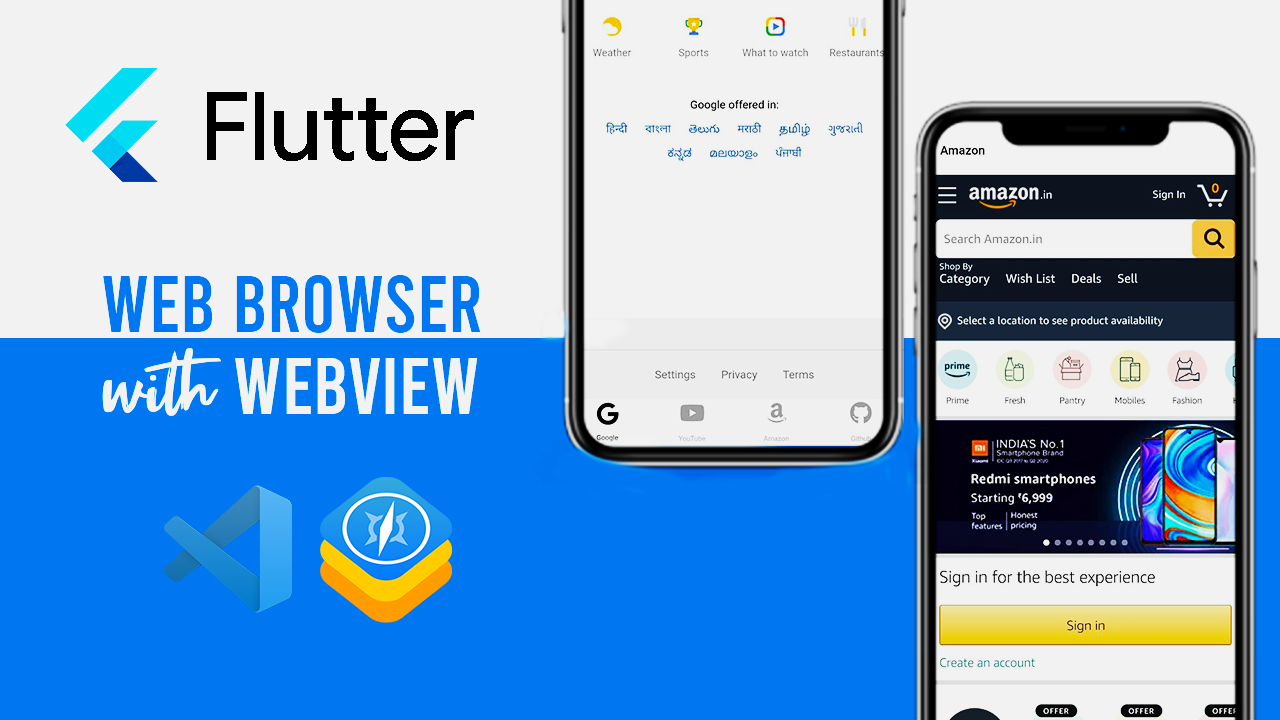 Flutter
WEB BROWSER
with WEBVIEW
Weather Sports What to watch Restaurants
Google offered in:
हिन्दी বাংলা తెలుగు मराठी தமிழ் ગુજરાતી
ಕನ್ನಡ മലയാളം ਪੰਜਾਬੀ
Settings Privacy Terms
Google YouTube Amazon Github
Amazon
amazon.in Sign In 0
Search Amazon.in
Shop By
Category Wish List Deals Sell
Select a location to see product availability
prime
Prime Fresh Pantry Mobiles Fashion
mi Xiaomi
INDIA'S No.1
Smartphone Brand
Redmi smartphones
Starting ₹6,999
Top features
Honest pricing
Sign in for the best experience
Sign in
Create an account
OFFER OFFER OFFER